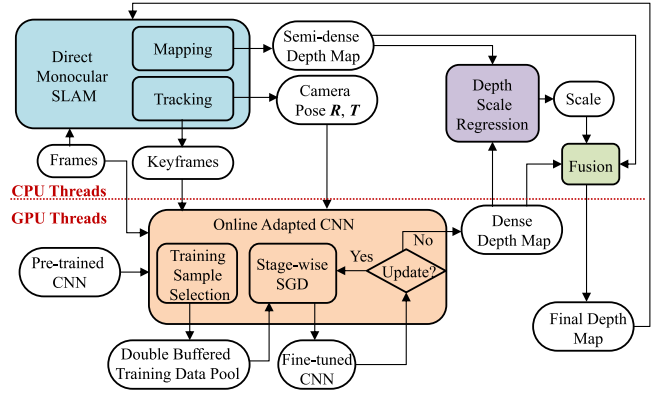 Direct
Monocular
SLAM
Mapping
Tracking
Semi-dense
Depth Map
Camera
Pose R, T
Depth
Scale
Regression
Scale
Fusion
Frames
Keyframes
CPU Threads
GPU Threads
Online Adapted CNN
Pre-trained
CNN
Training
Sample
Selection
Stage-wise
SGD
Yes
No
Update?
Dense
Depth Map
Double Buffered
Training Data Pool
Fine-tuned
CNN
Final Depth
Map